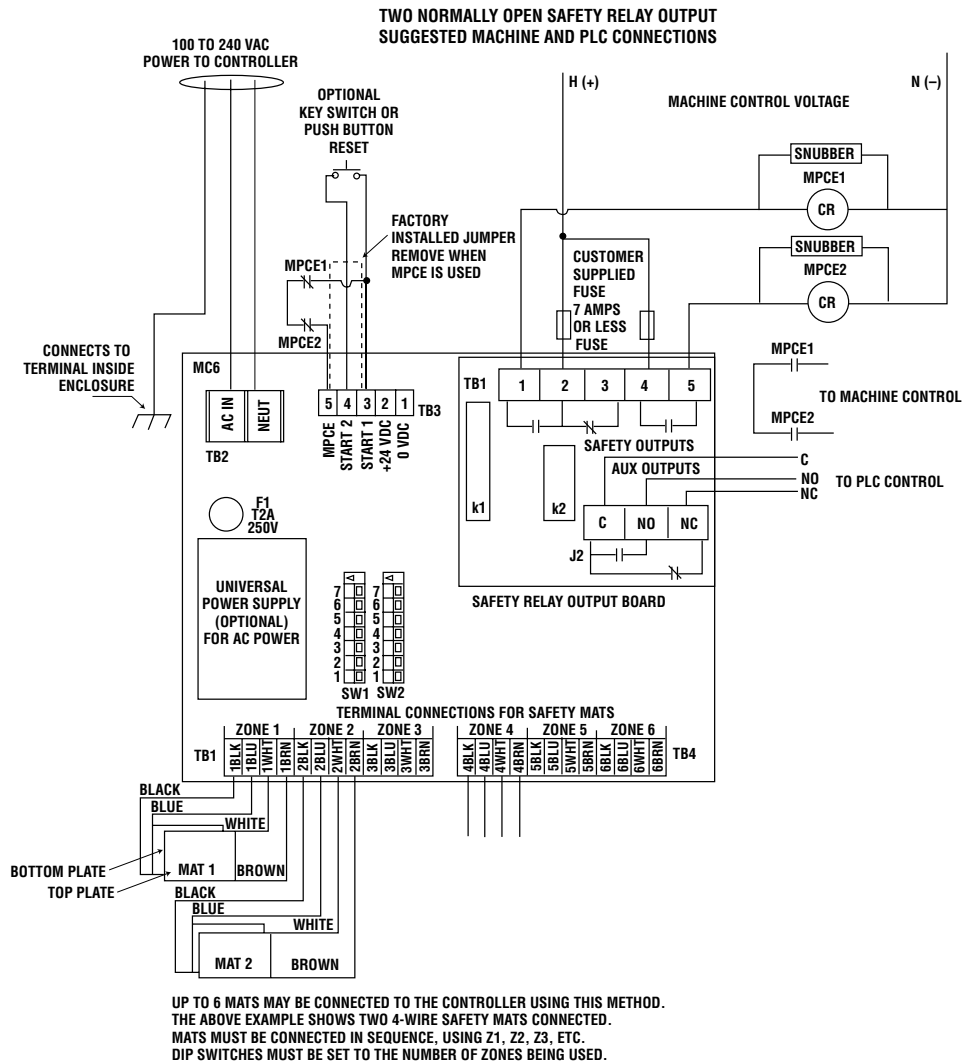 TWO NORMALLY OPEN SAFETY RELAY OUTPUT
SUGGESTED MACHINE AND PLC CONNECTIONS
100 TO 240 VAC
POWER TO CONTROLLER
OPTIONAL
KEY SWITCH OR
PUSH BUTTON
RESET
H (+)
MACHINE CONTROL VOLTAGE
N (–)
SNUBBER
MPCE1
CR
SNUBBER
MPCE2
CR
FACTORY
INSTALLED JUMPER
REMOVE WHEN
MPCE IS USED
CUSTOMER
SUPPLIED
FUSE
7 AMPS
OR LESS
FUSE
MPCE1
MPCE2
CONNECTS TO
TERMINAL INSIDE
ENCLOSURE
MC6
AC IN
NEUT
TB2
5 4 3 2 1
TB3
MPCE
START 2
START 1
+24 VDC
0 VDC
TB1
1 2 3 4 5
SAFETY OUTPUTS
AUX OUTPUTS
k1
k2
C NO NC
J2
SAFETY RELAY OUTPUT BOARD
MPCE1
TO MACHINE CONTROL
MPCE2
C
NO
NC
TO PLC CONTROL
F1
T2A
250V
UNIVERSAL
POWER SUPPLY
(OPTIONAL)
FOR AC POWER
7 7
6 6
5 5
4 4
3 3
2 2
1 1
SW1 SW2
TERMINAL CONNECTIONS FOR SAFETY MATS
ZONE 1 ZONE 2 ZONE 3 ZONE 4 ZONE 5 ZONE 6
TB1
1BLK
1BLU
1WHT
1BRN
2BLK
2BLU
2WHT
2BRN
3BLK
3BLU
3WHT
3BRN
4BLK
4BLU
4WHT
4BRN
5BLK
5BLU
5WHT
5BRN
6BLK
6BLU
6WHT
6BRN
TB4
BLACK
BLUE
WHITE
BOTTOM PLATE
MAT 1
BROWN
TOP PLATE
BLACK
BLUE
WHITE
MAT 2
BROWN
UP TO 6 MATS MAY BE CONNECTED TO THE CONTROLLER USING THIS METHOD.
THE ABOVE EXAMPLE SHOWS TWO 4-WIRE SAFETY MATS CONNECTED.
MATS MUST BE CONNECTED IN SEQUENCE, USING Z1, Z2, Z3, ETC.
DIP SWITCHES MUST BE SET TO THE NUMBER OF ZONES BEING USED.